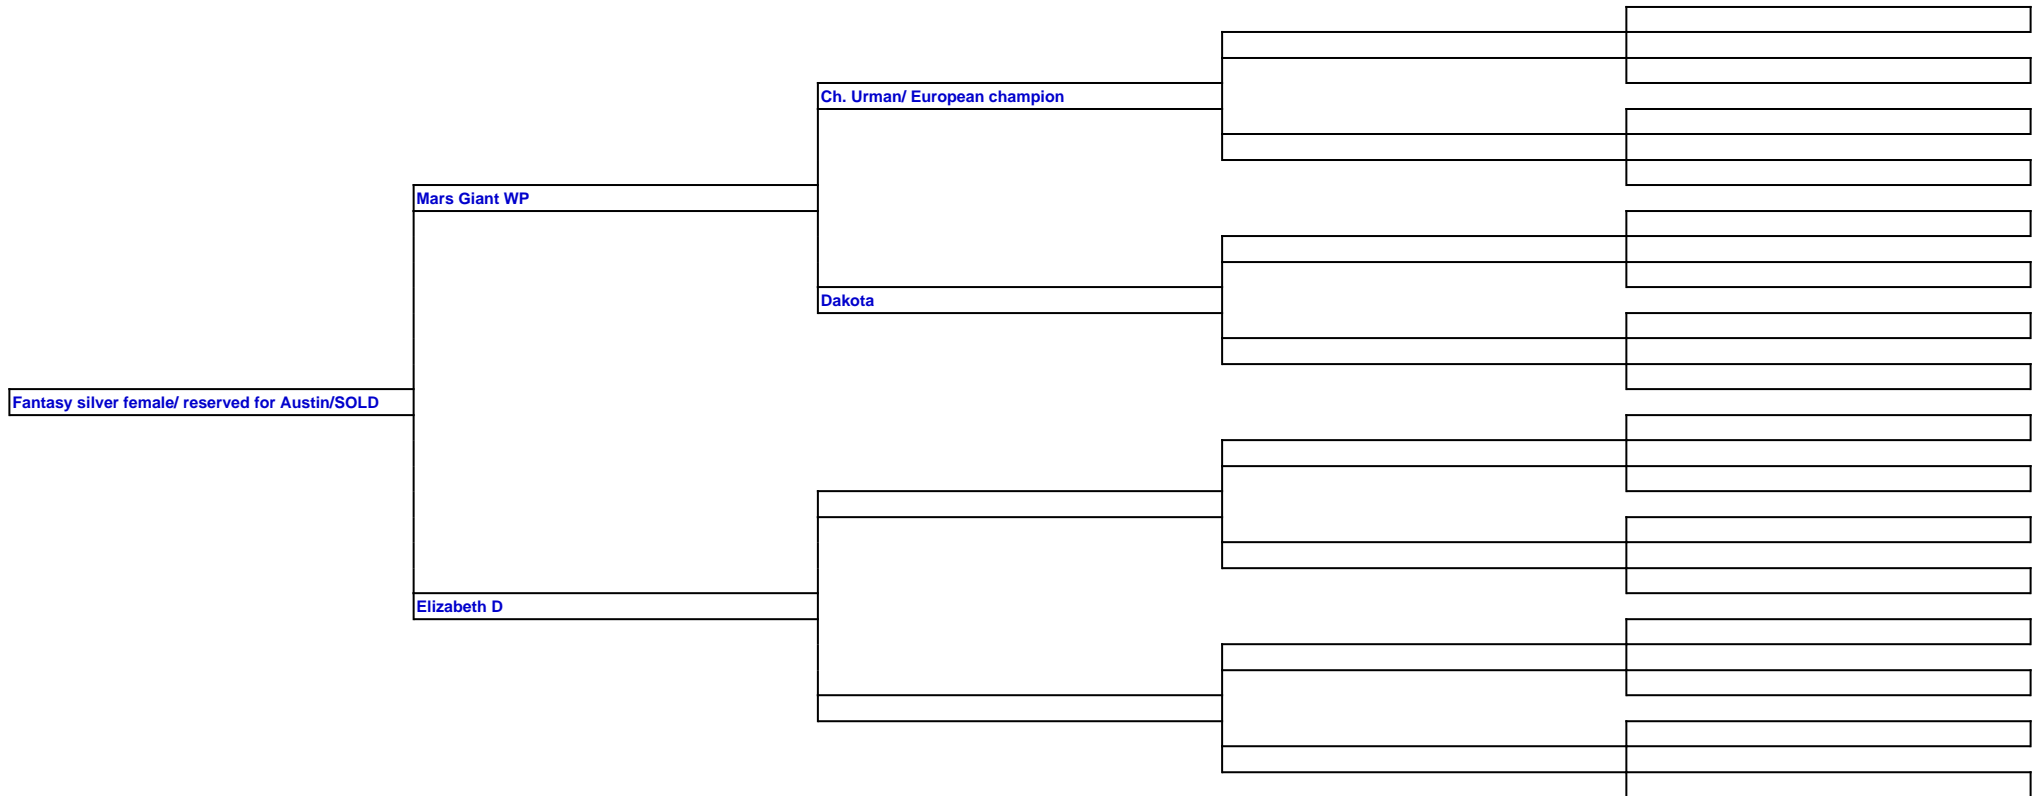 Ch. Urman/ European champion
Mars Giant WP
Dakota
Fantasy silver female/ reserved for Austin/SOLD
Elizabeth D